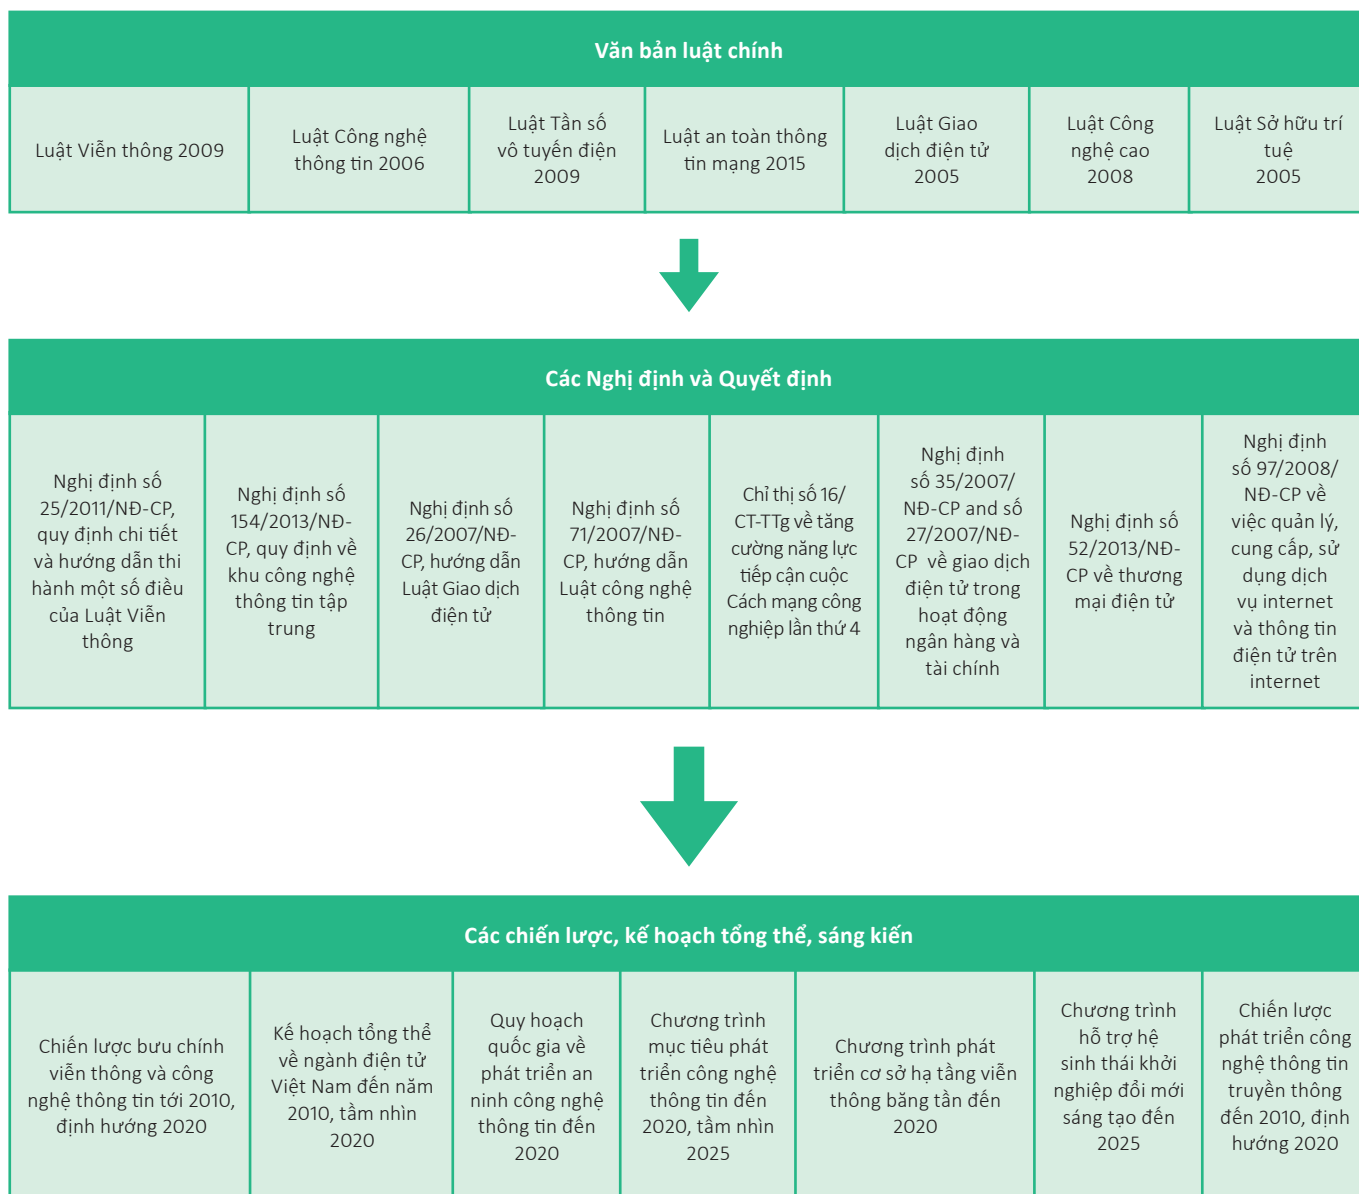 Văn bản luật chính
Luật Viễn thông 2009
Luật Công nghệ
thông tin 2006
Luật Tần số
vô tuyến điện
2009
Luật an toàn thông
tin mạng 2015
Luật Giao
dịch điện tử
2005
Luật Công
nghệ cao
2008
Luật Sở hữu trí
tuệ
2005
Các Nghị định và Quyết định
Nghị định số
25/2011/NĐ-CP,
quy định chi tiết
và hướng dẫn thi
hành một số điều
của Luật Viễn
thông
Nghị định số
154/2013/NĐ-
CP, quy định về
khu công nghệ
thông tin tập
trung
Nghị định số
26/2007/NĐ-
CP, hướng dẫn
Luật Giao dịch
điện tử
Nghị định số
71/2007/NĐ-
CP, hướng dẫn
Luật công nghệ
thông tin
Chỉ thị số 16/
CT-TTg về tăng
cường năng lực
tiếp cận cuộc
Cách mạng công
nghiệp lần thứ 4
Nghị định
số 35/2007/
NĐ-CP and số
27/2007/NĐ-
CP về giao dịch
điện tử trong
hoạt động
ngân hàng và
tài chính
Nghị định số
52/2013/NĐ-
CP về thương
mại điện tử
Nghị định
số 97/2008/
NĐ-CP về
việc quản lý,
cung cấp, sử
dụng dịch
vụ internet
và thông tin
điện tử trên
internet
Các chiến lược, kế hoạch tổng thể, sáng kiến
Chiến lược bưu chính
viễn thông và công
nghệ thông tin tới 2010,
định hướng 2020
Kế hoạch tổng thể
về ngành điện tử
Việt Nam đến năm
2010, tầm nhìn
2020
Quy hoạch
quốc gia về
phát triển an
ninh công nghệ
thông tin đến
2020
Chương trình
mục tiêu phát
triển công nghệ
thông tin đến
2020, tầm nhìn
2025
Chương trình phát
triển cơ sở hạ tầng viễn
thông băng tần đến
2020
Chương trình
hỗ trợ hệ
sinh thái khởi
nghiệp đổi mới
sáng tạo đến
2025
Chiến lược
phát triển công
nghệ thông tin
truyền thông
đến 2010, định
hướng 2020